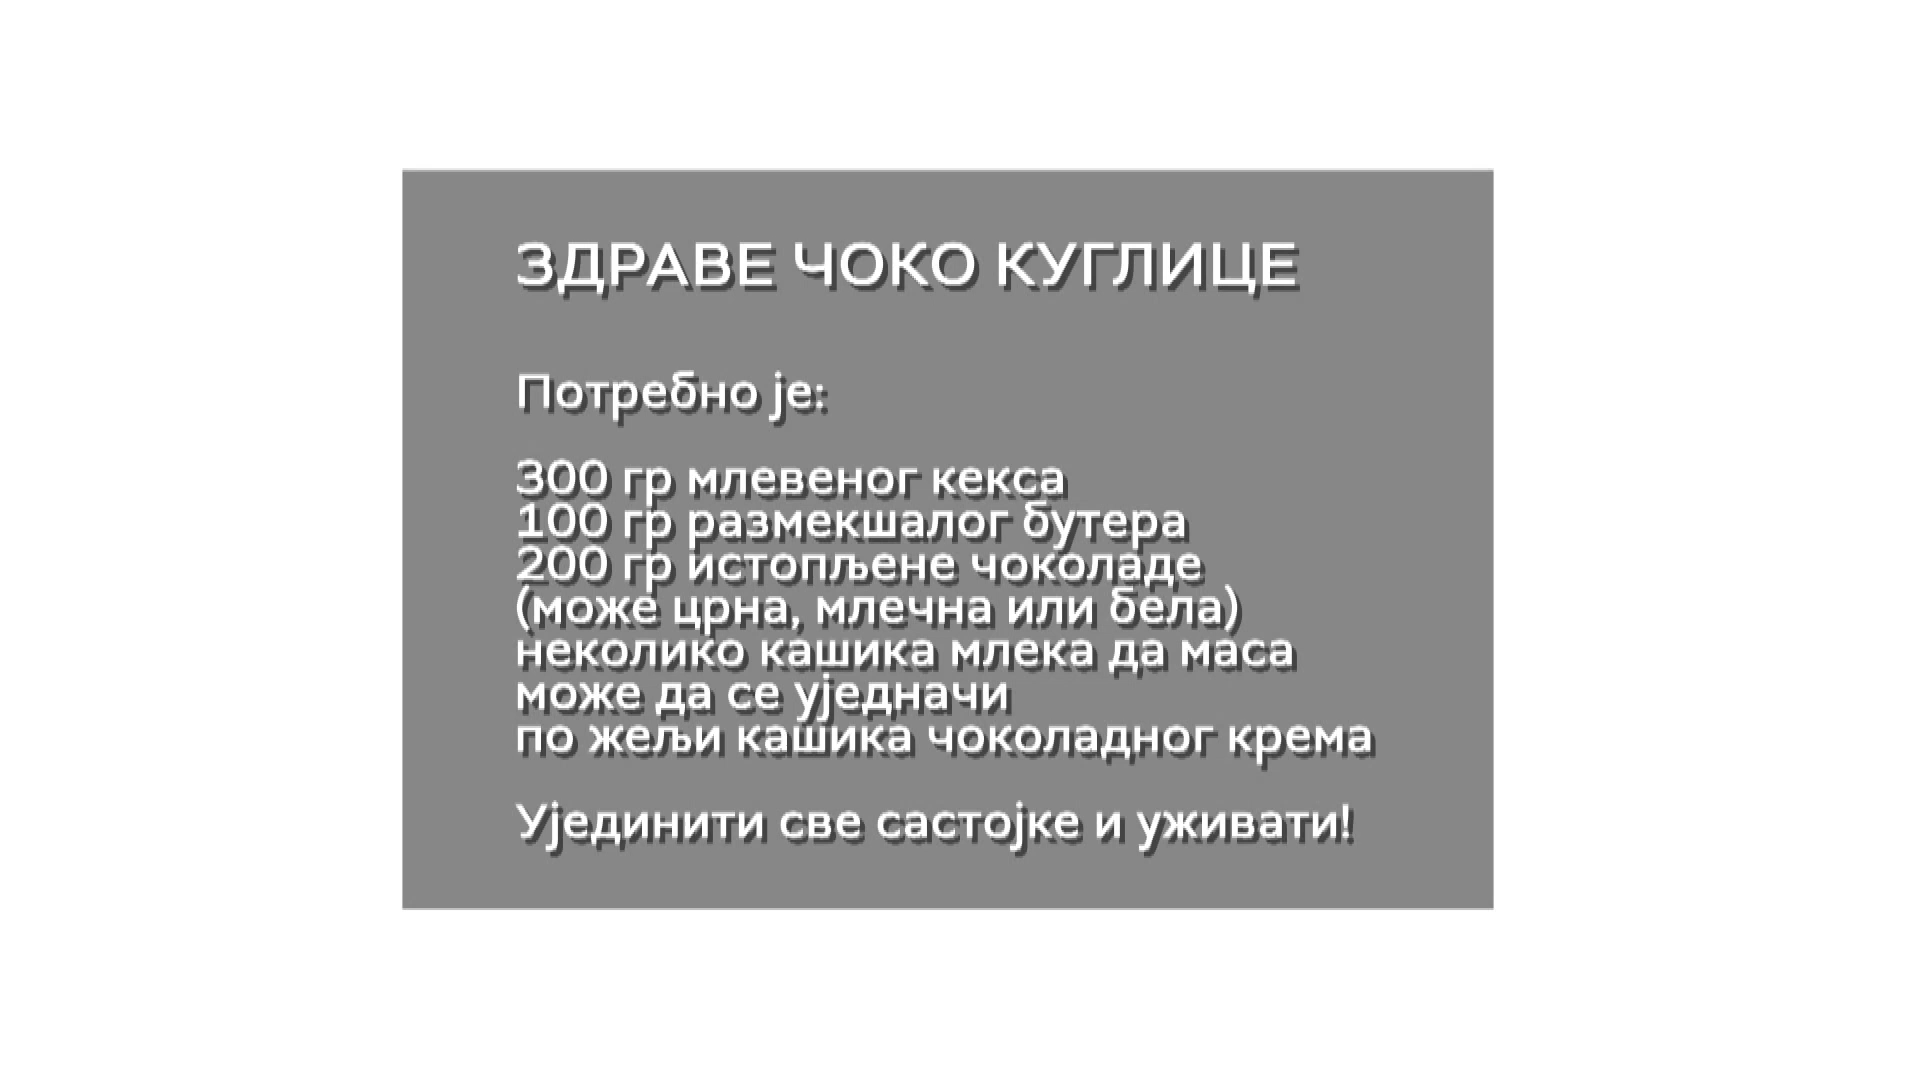 ЗДРАВЕ ЧОКО КУГЛИЦЕ
Потребно је:
300 гр млевеног кекса
100 гр размекшалог бутера
200 гр истопљене чоколаде
(може црна, млечна или бела)
неколико кашика млека да маса
може да се уједначи
по жељи кашика чоколадног крема
Ујединити све састојке и уживати!